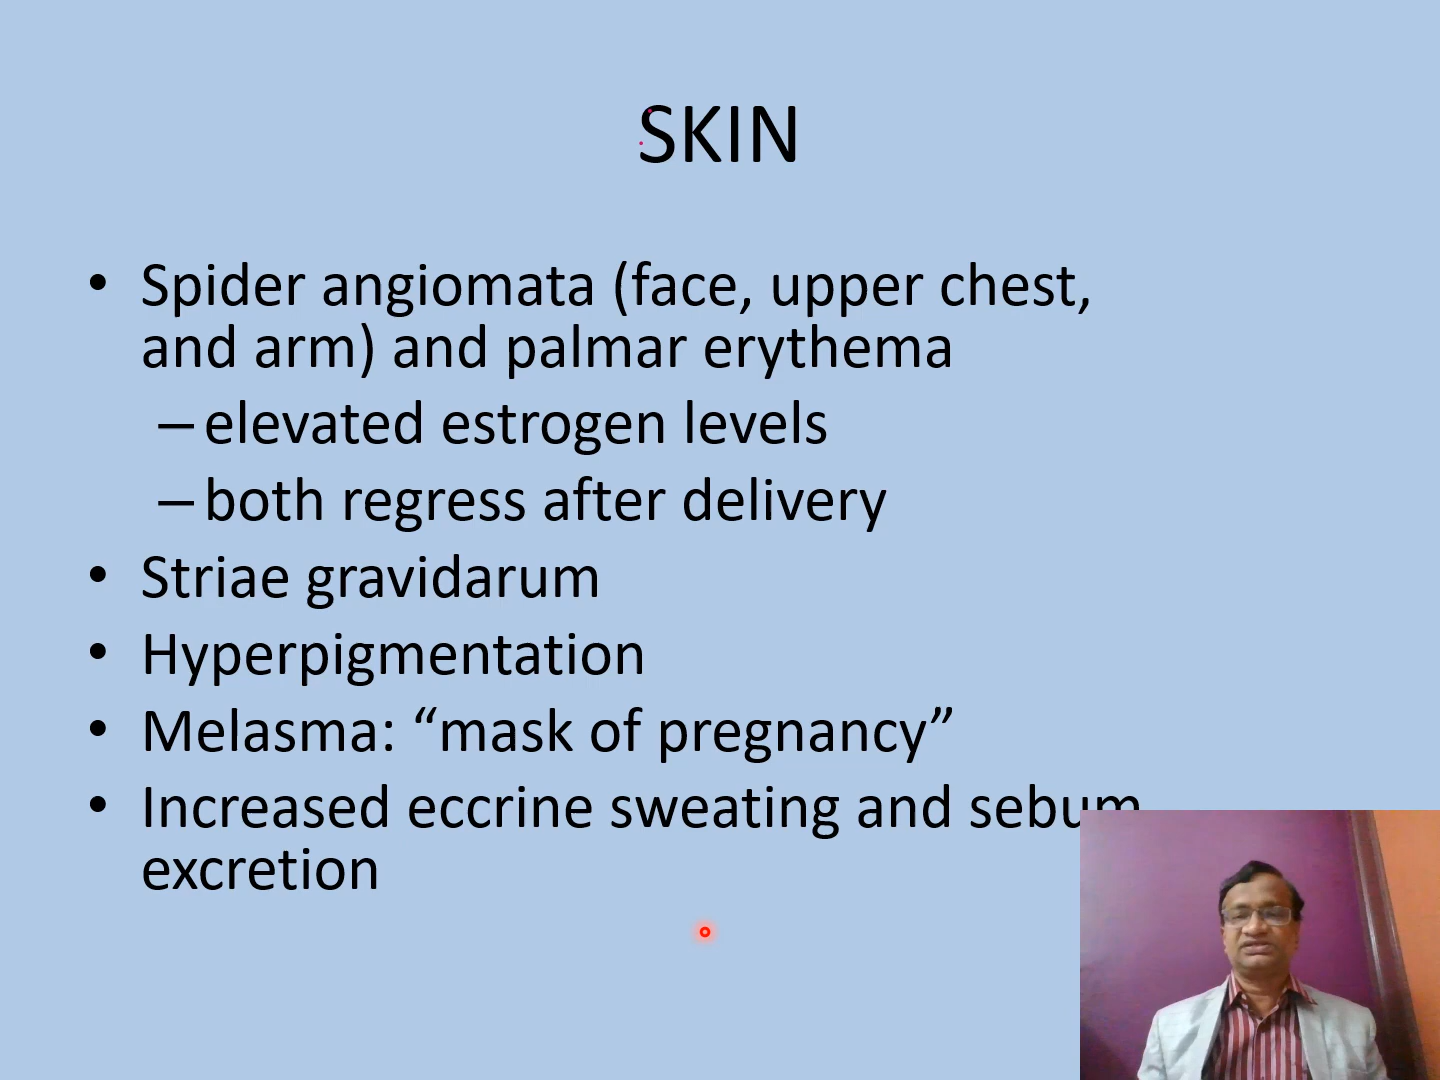 SKIN
• Spider angiomata (face, upper chest,
and arm) and palmar erythema
– elevated estrogen levels
– both regress after delivery
• Striae gravidarum
• Hyperpigmentation
• Melasma: “mask of pregnancy”
• Increased eccrine sweating and sebum
excretion